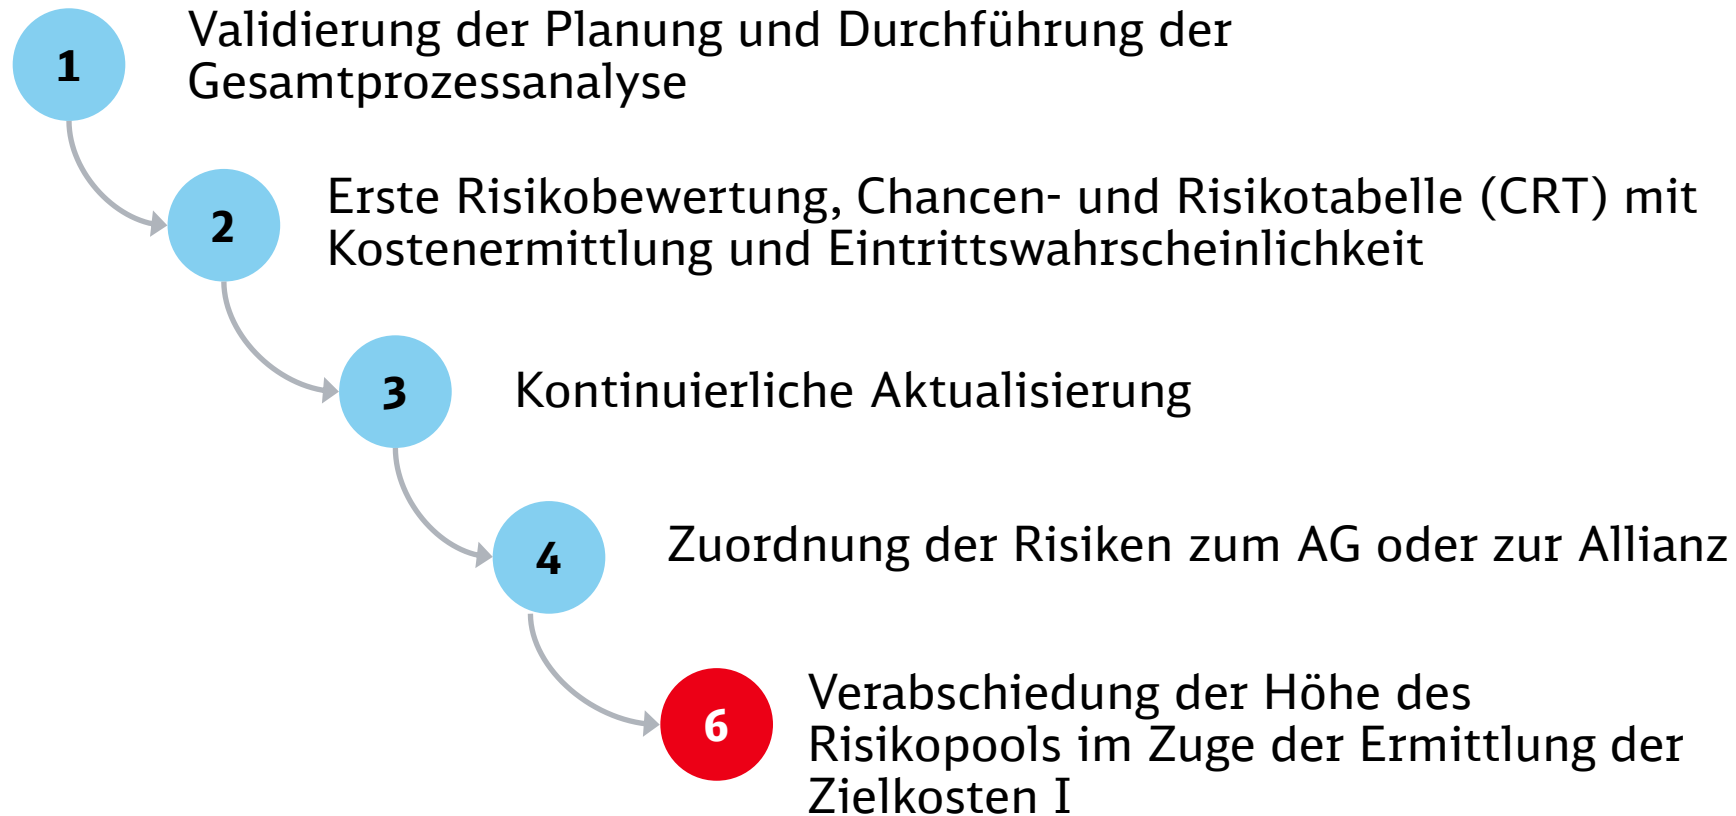 1
Validierung der Planung und Durchführung der
Gesamtprozessanalyse
2
Erste Risikobewertung, Chancen- und Risikotabelle (CRT) mit
Kostenermittlung und Eintrittswahrscheinlichkeit
3
Kontinuierliche Aktualisierung
4
Zuordnung der Risiken zum AG oder zur Allianz
6
Verabschiedung der Höhe des
Risikopools im Zuge der Ermittlung der
Zielkosten I